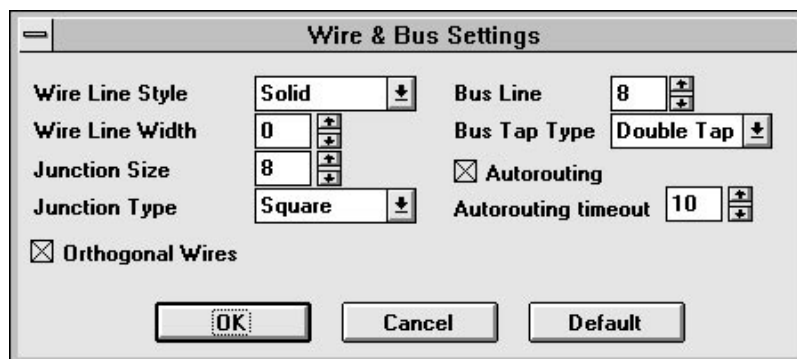 Wire & Bus Settings
Wire Line Style Solid
Wire Line Width 0
Junction Size 8
Junction Type Square
Orthogonal Wires
Bus Line 8
Bus Tap Type Double Tap
Autorouting
Autorouting timeout 10
OK Cancel Default